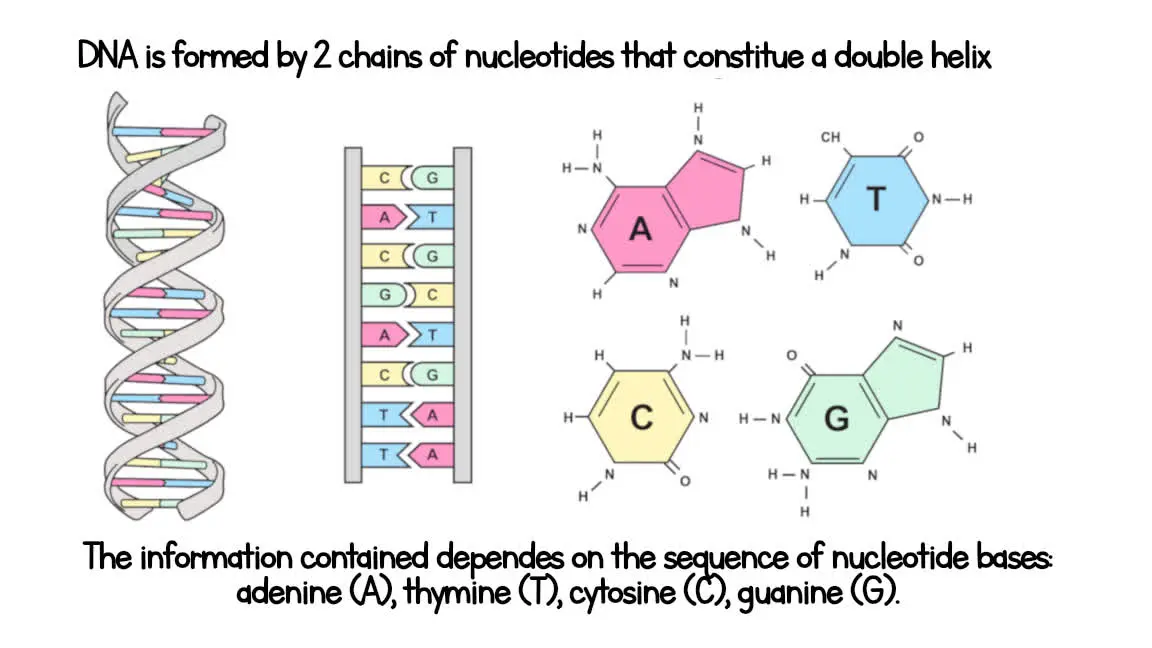 DNA is formed by 2 chains of nucleotides that constitue a double helix
C G
A T
C G
G C
A T
C G
T A
T A
H
N
H
H
H–N
N
A
N
H
H
N
CH
O
H
T
N–H
N
H
O
H
N–H
H
H
C
N
N
H
O
O
N
H
H–N
G
N
H
H–N
H
N
The information contained dependes on the sequence of nucleotide bases:
adenine (A), thymine (T), cytosine (C), guanine (G).